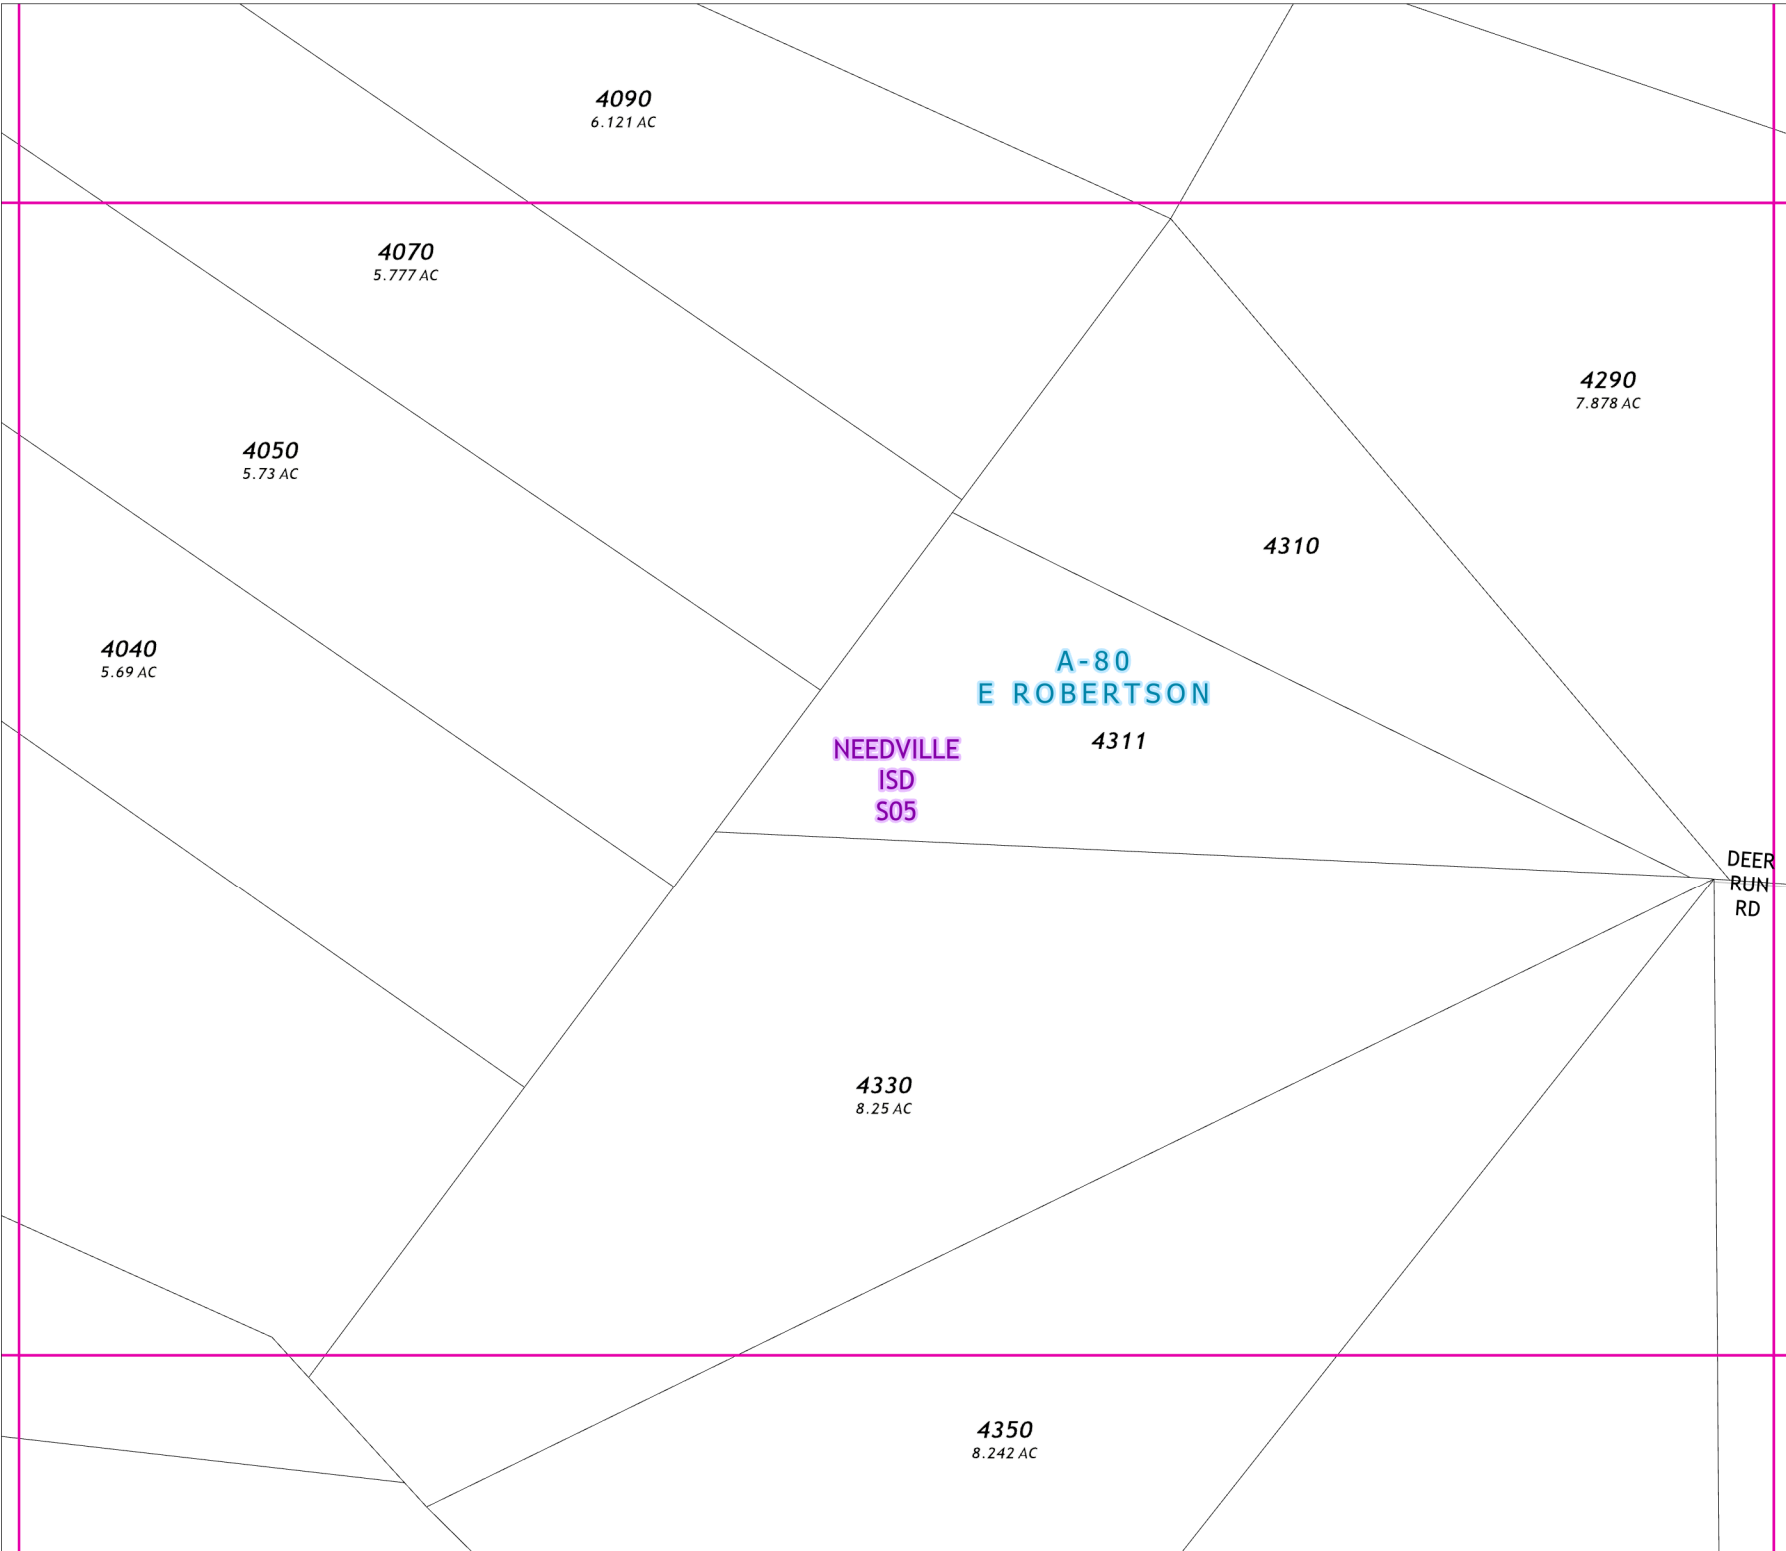 4090
6.121 AC
4070
5.777 AC
4290
7.878 AC
4050
5.73 AC
4310
4040
5.69 AC
A-80
E ROBERTSON
4311
NEEDVILLE
ISD
S05
DEER
RUN
RD
4330
8.25 AC
4350
8.242 AC